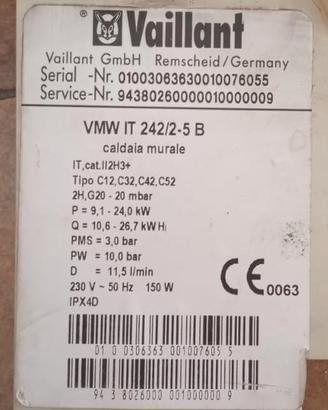 Vaillant
Vaillant GmbH Remscheid/Germany
Serial -Nr. 01003063630010076055
Service-Nr. 94380260000010000009
VMW IT 242/2-5 B
caldaia murale
IT,cat.II2H3+
Tipo C12,C32,C42,C52
2H,G20 - 20 mbar
P = 9,1 - 24,0 kW
Q = 10,6 - 26,7 kW Hi
PMS = 3,0 bar
PW = 10,0 bar
D = 11,5 l/min
230 V ~ 50 Hz 150 W
IPX4D
CE 0063
01 0 0306363 001007605 5
94 3 8026000 001000000 9